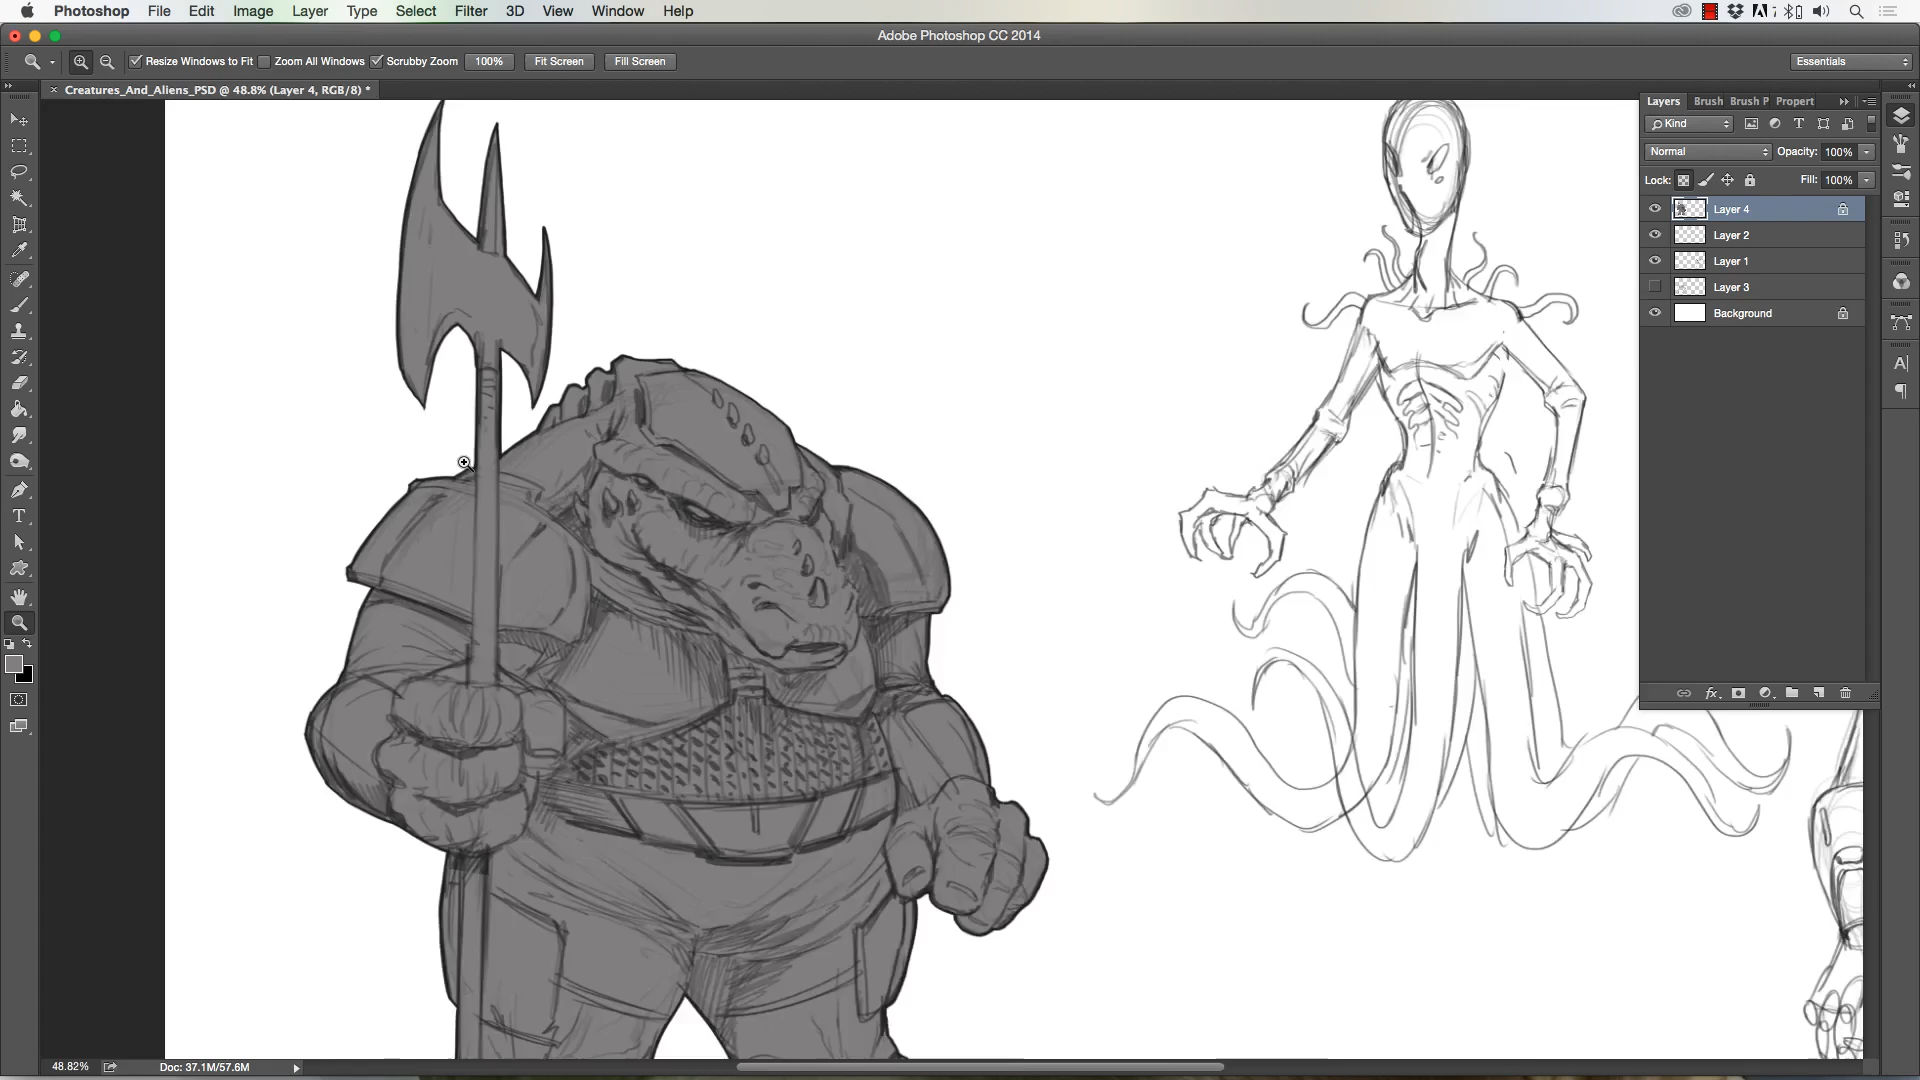 Photoshop File Edit Image Layer Type Select Filter 3D View Window Help
Adobe Photoshop CC 2014
Resize Windows to Fit Zoom All Windows Scrubby Zoom 100% Fit Screen Fill Screen Essentials
Creatures_And_Aliens_PSD @ 48.8% (Layer 4, RGB/8) *
Layers Brush Brush P Propert
Kind
Normal Opacity: 100%
Lock: Fill: 100%
Layer 4
Layer 2
Layer 1
Layer 3
Background
fx
48.82% Doc: 37.1M/57.6M